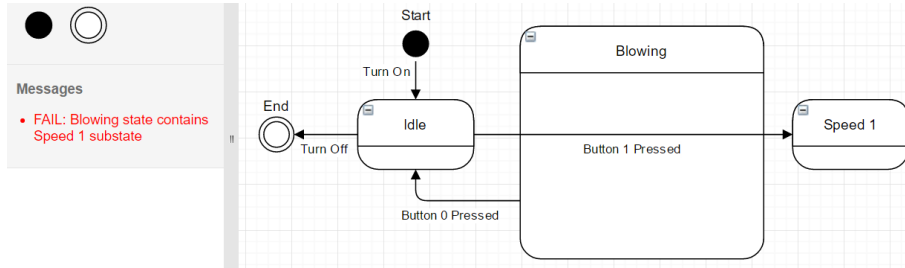 Messages
• FAIL: Blowing state contains
Speed 1 substate
Start
Turn On
End
Idle
Turn Off
Button 0 Pressed
Blowing
Button 1 Pressed
Speed 1